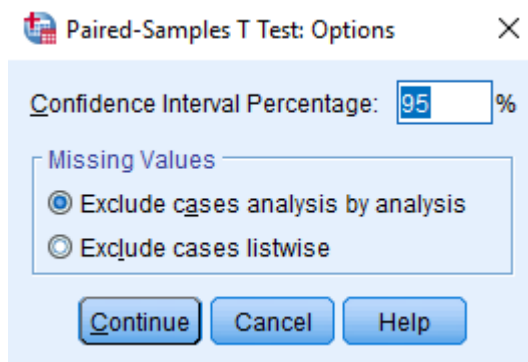 Paired-Samples T Test: Options
Confidence Interval Percentage: 95 %
Missing Values
Exclude cases analysis by analysis
Exclude cases listwise
Continue Cancel Help